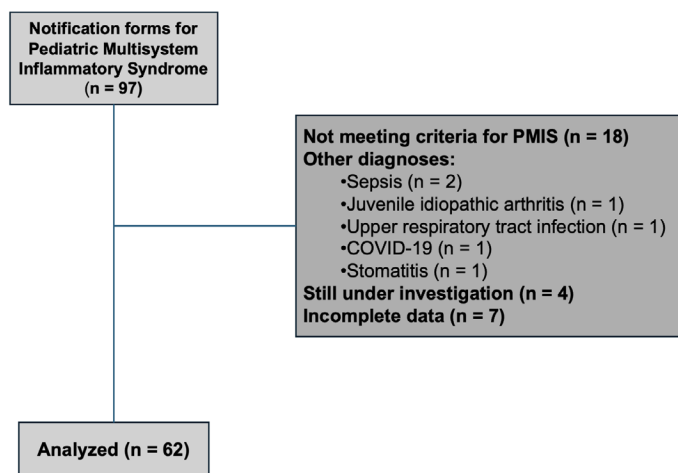 Notification forms for
Pediatric Multisystem
Inflammatory Syndrome
(n = 97)
Not meeting criteria for PMIS (n = 18)
Other diagnoses:
•Sepsis (n = 2)
•Juvenile idiopathic arthritis (n = 1)
•Upper respiratory tract infection (n = 1)
•COVID-19 (n = 1)
•Stomatitis (n = 1)
Still under investigation (n = 4)
Incomplete data (n = 7)
Analyzed (n = 62)